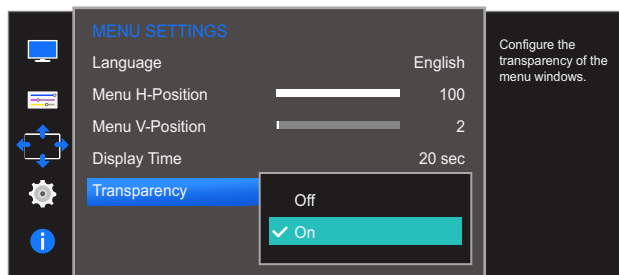 MENU SETTINGS
Language English
Menu H-Position 100
Menu V-Position 2
Display Time 20 sec
Transparency
Off
On
Configure the
transparency of the
menu windows.